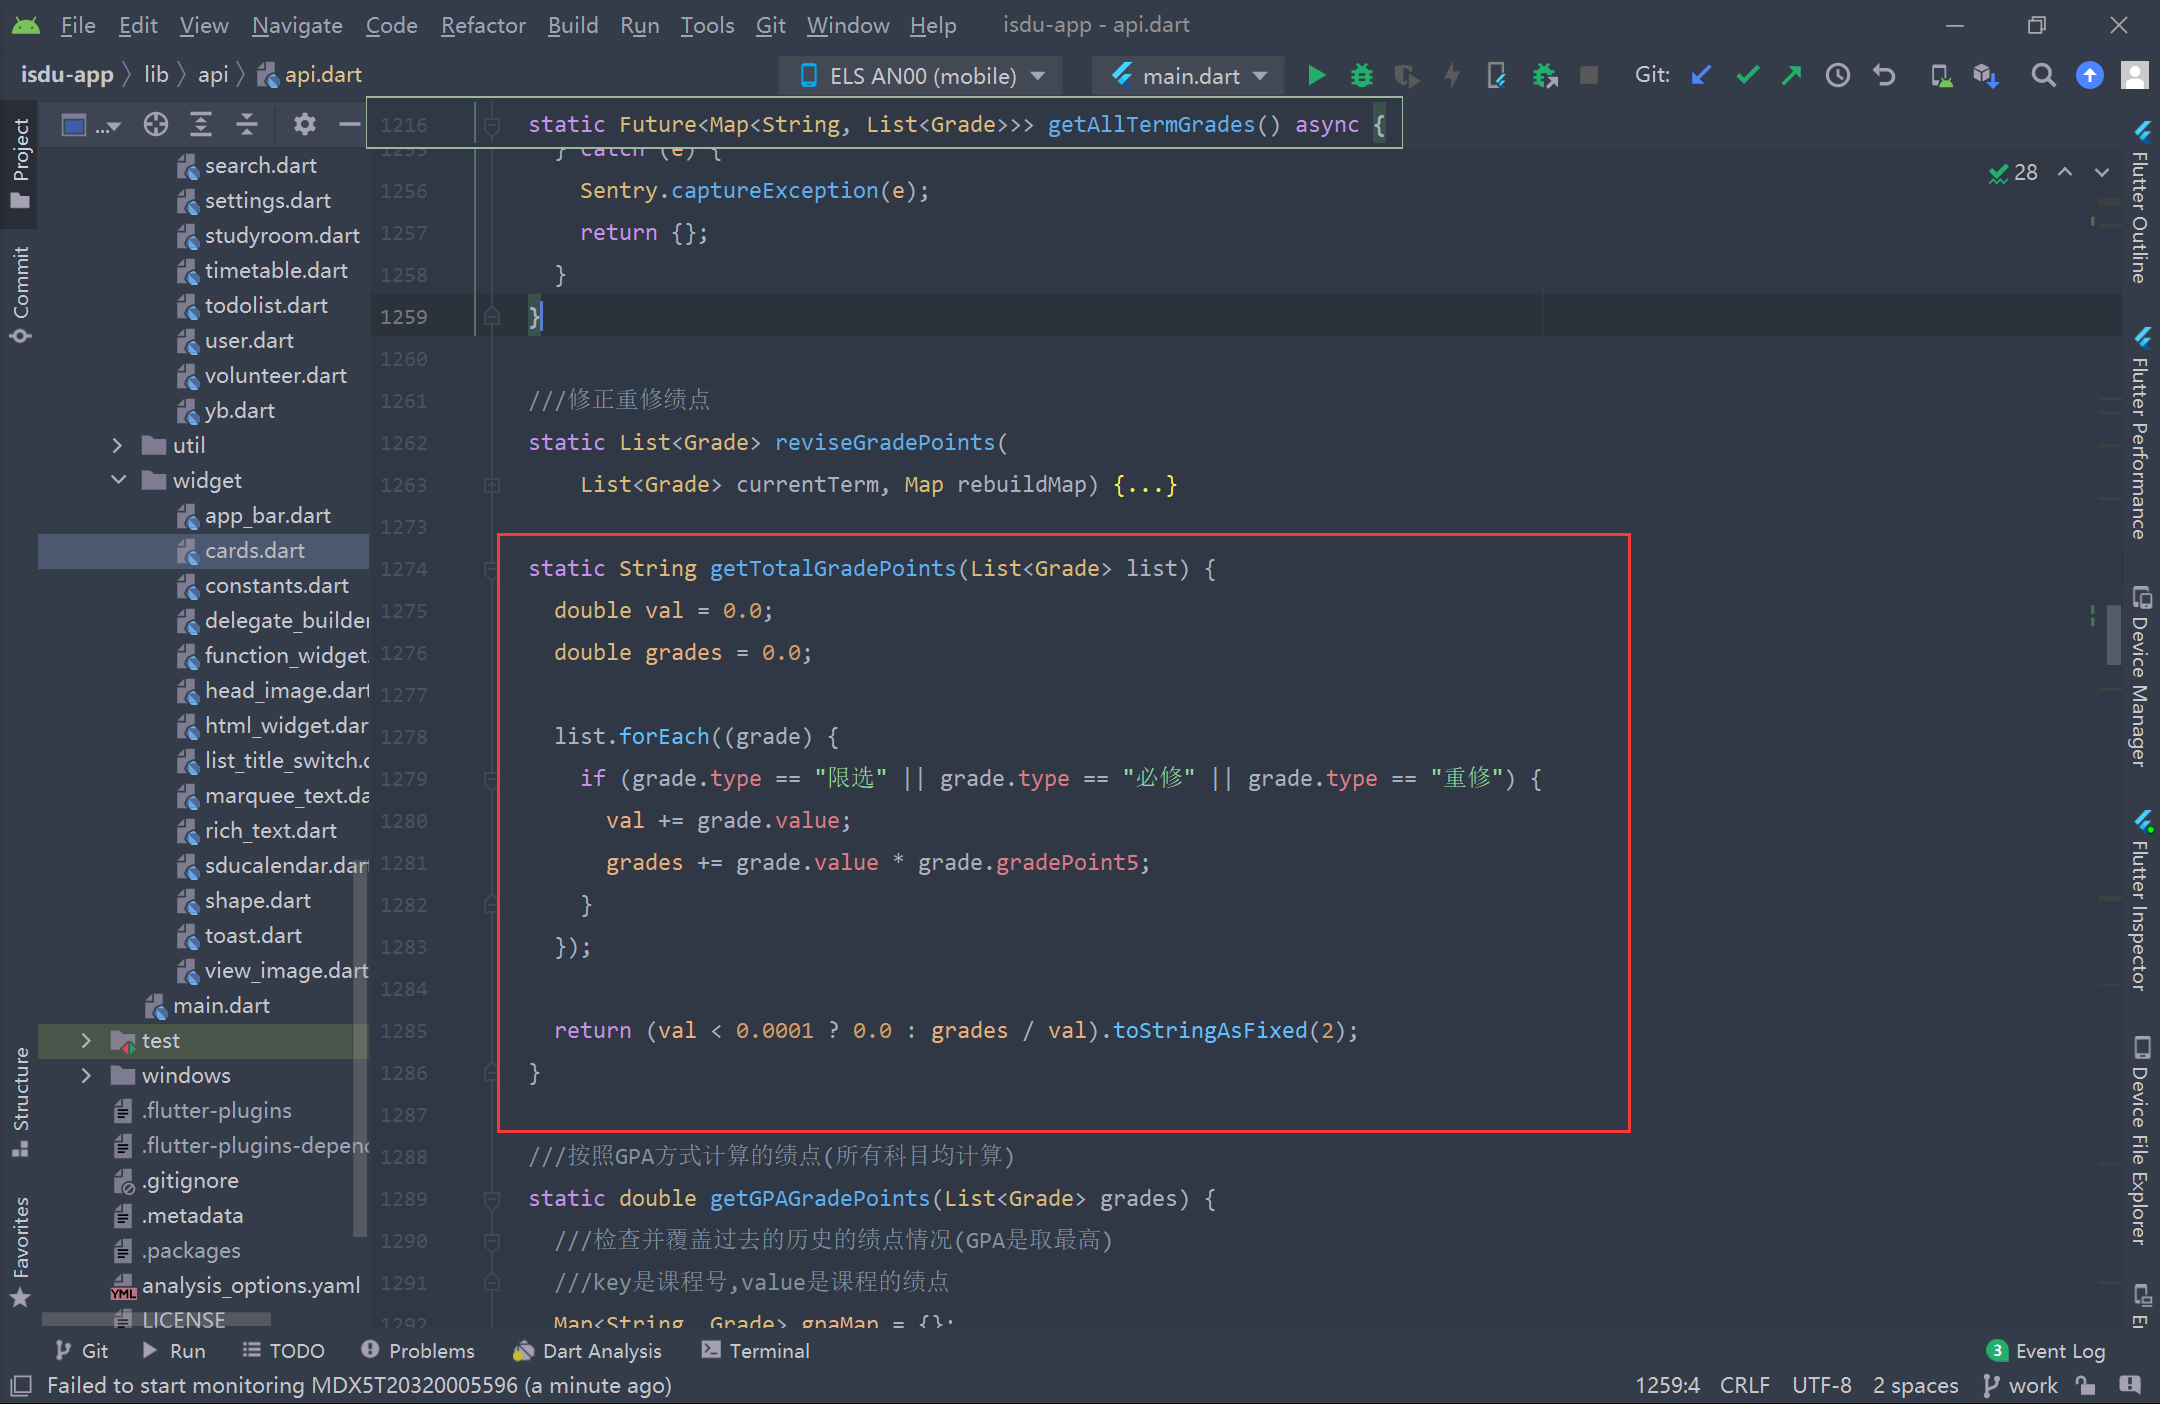 File Edit View Navigate Code Refactor Build Run Tools Git Window Help isdu-app - api.dart
isdu-app lib api api.dart ELS AN00 (mobile) main.dart Git:
Project
Commit
Structure
Favorites
...
search.dart
settings.dart
studyroom.dart
timetable.dart
todolist.dart
user.dart
volunteer.dart
yb.dart
util
widget
app_bar.dart
cards.dart
constants.dart
delegate_builder
function_widget.
head_image.dart
html_widget.dar
list_title_switch.d
marquee_text.da
rich_text.dart
sducalendar.dart
shape.dart
toast.dart
view_image.dart
main.dart
test
windows
.flutter-plugins
.flutter-plugins-depend
.gitignore
.metadata
.packages
analysis_options.yaml
LICENSE
1216 static Future<Map<String, List<Grade>>> getAllTermGrades() async {
1255 } catch (e) {
1256 Sentry.captureException(e);
1257 return {};
1258 }
1259 }
1260
1261 ///修正重修绩点
1262 static List<Grade> reviseGradePoints(
1263 List<Grade> currentTerm, Map rebuildMap) {...}
1273
1274 static String getTotalGradePoints(List<Grade> list) {
1275 double val = 0.0;
1276 double grades = 0.0;
1277
1278 list.forEach((grade) {
1279 if (grade.type == "限选" || grade.type == "必修" || grade.type == "重修") {
1280 val += grade.value;
1281 grades += grade.value * grade.gradePoint5;
1282 }
1283 });
1284
1285 return (val < 0.0001 ? 0.0 : grades / val).toStringAsFixed(2);
1286 }
1287
1288 ///按照GPA方式计算的绩点(所有科目均计算)
1289 static double getGPAGradePoints(List<Grade> grades) {
1290 ///检查并覆盖过去的历史的绩点情况(GPA是取最高)
1291 ///key是课程号,value是课程的绩点
1292 Map<String, Grade> gpaMap = {};
28
Flutter Outline
Flutter Performance
Device Manager
Flutter Inspector
Device File Explorer
Git Run TODO Problems Dart Analysis Terminal 3 Event Log
Failed to start monitoring MDX5T20320005596 (a minute ago) 1259:4 CRLF UTF-8 2 spaces work